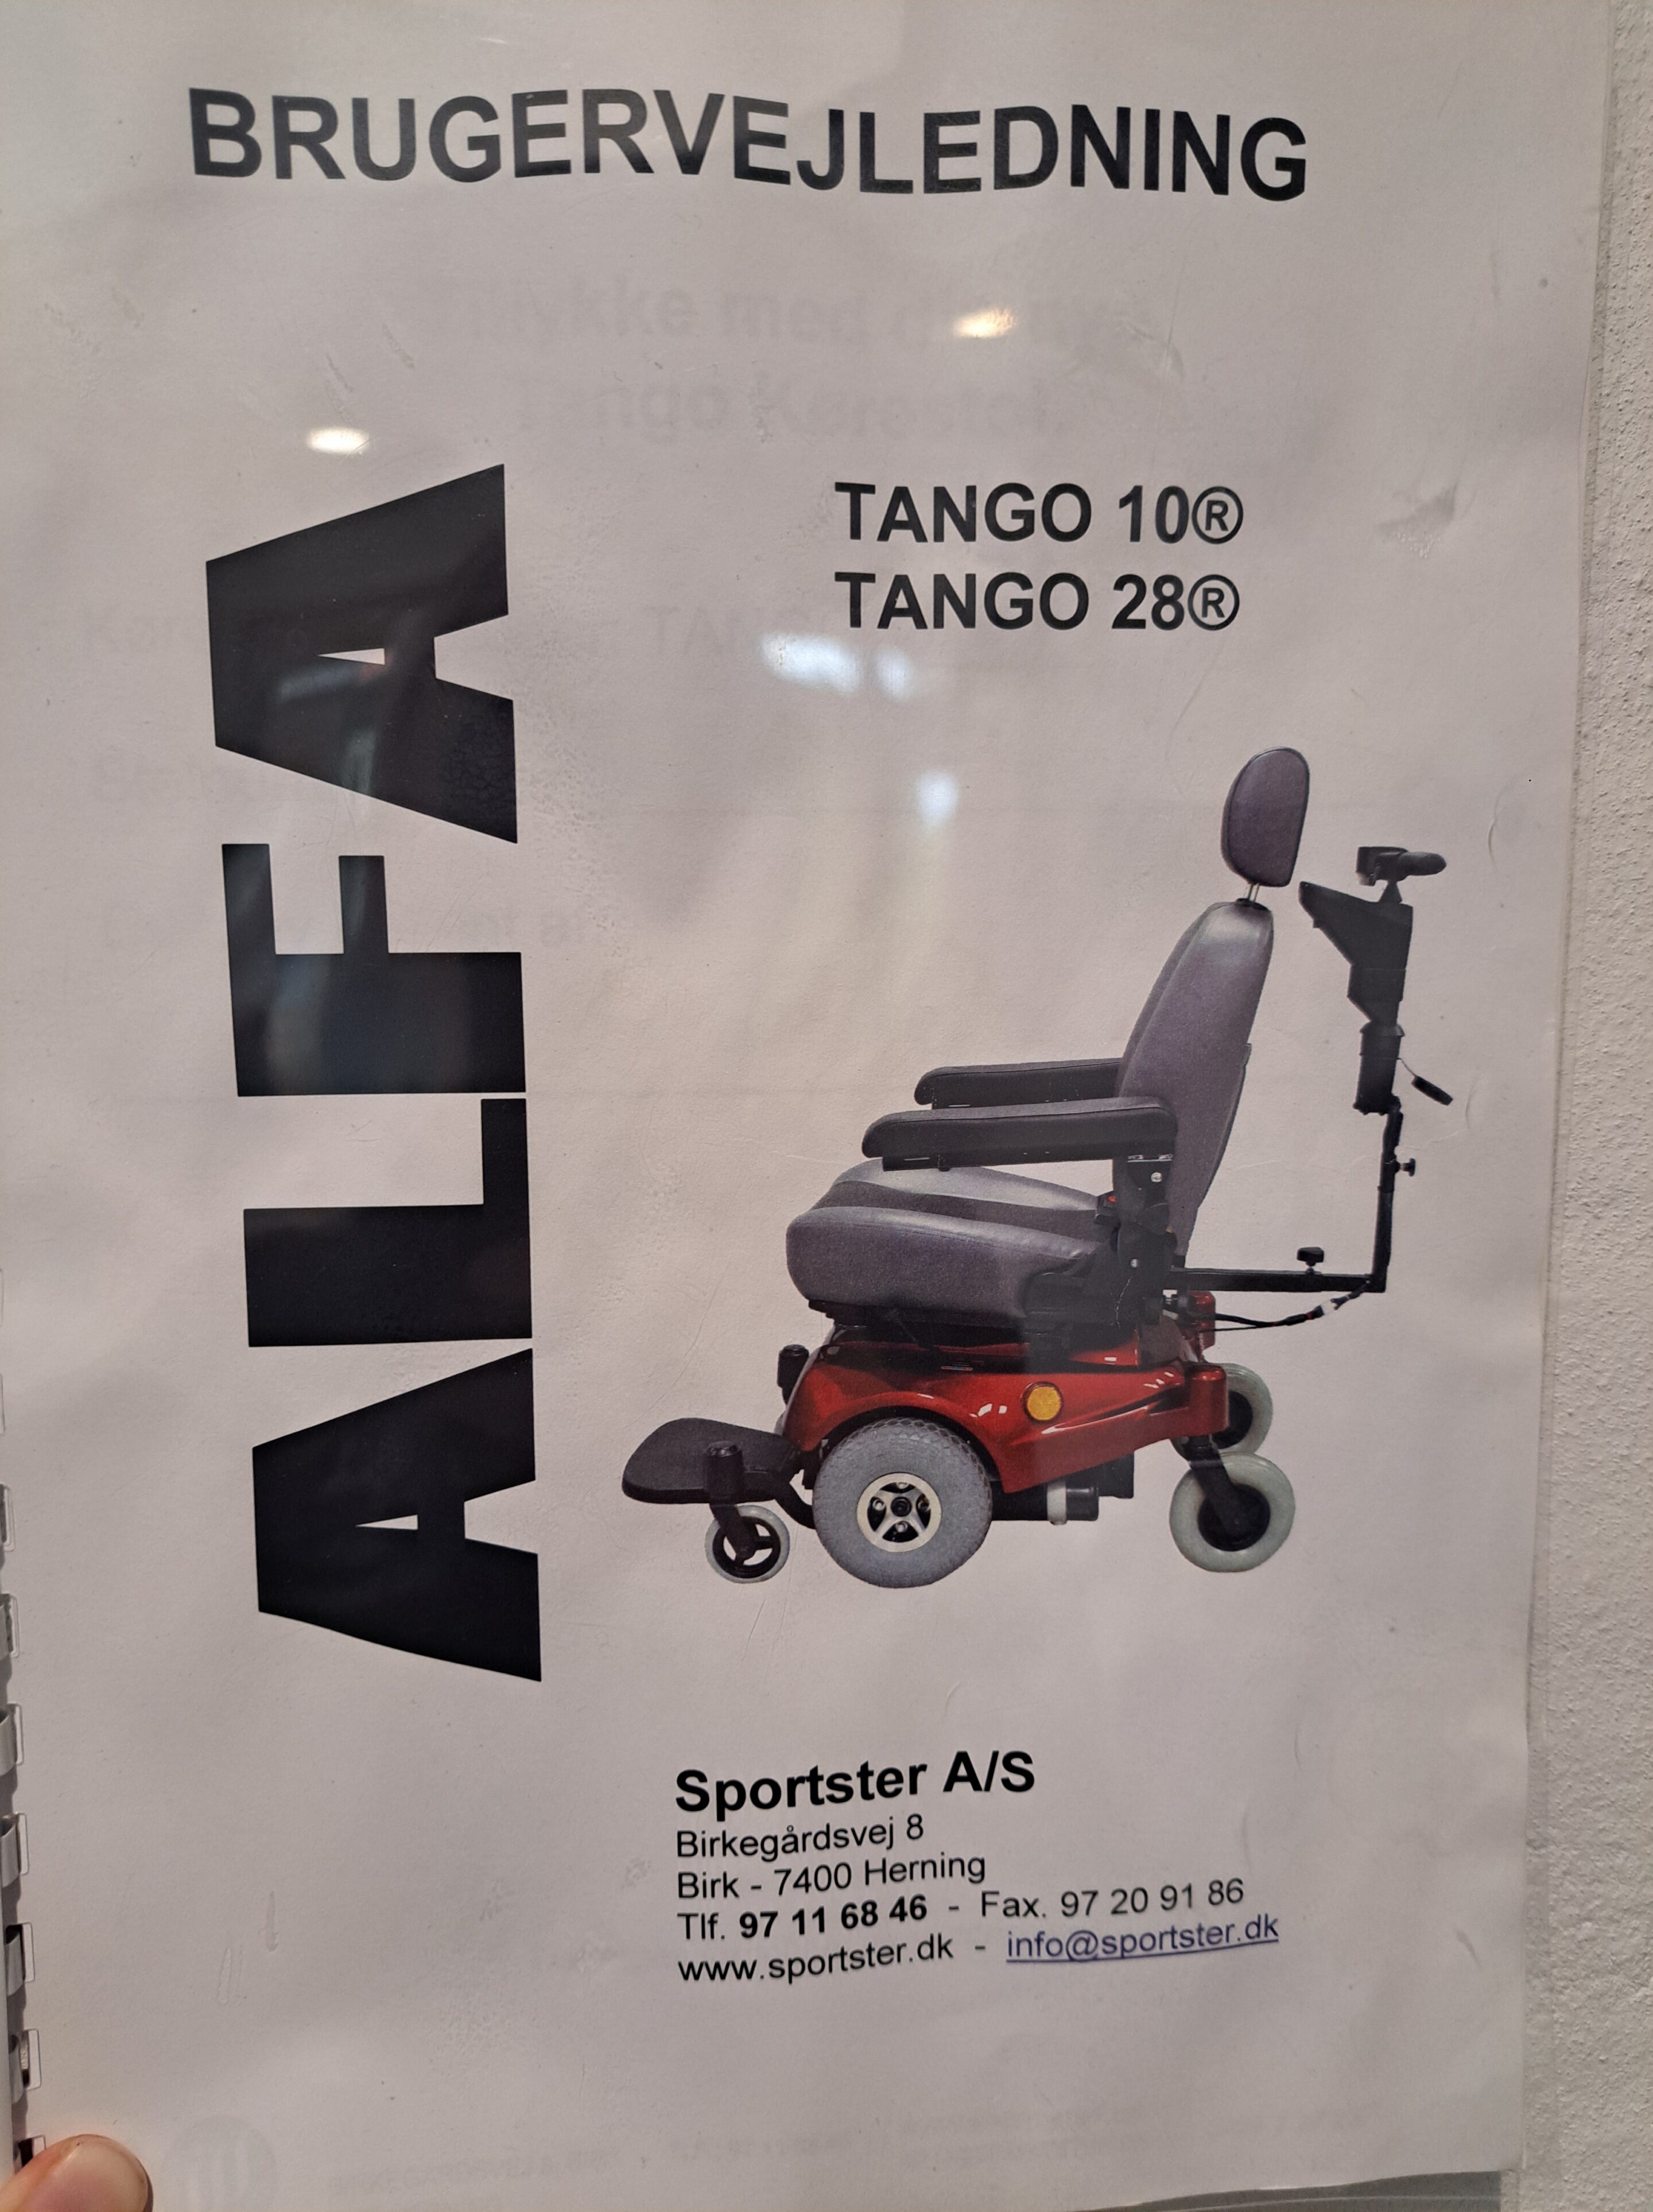 BRUGERVEJLEDNING
ALFA
TANGO 10®
TANGO 28®
Sportster A/S
Birkegårdsvej 8
Birk - 7400 Herning
Tlf. 97 11 68 46 - Fax. 97 20 91 86
www.sportster.dk - info@sportster.dk